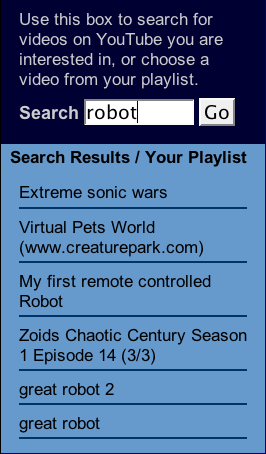 Use this box to search for
videos on YouTube you are
interested in, or choose a
video from your playlist.
Search robot Go
Search Results / Your Playlist
Extreme sonic wars
Virtual Pets World
(www.creaturepark.com)
My first remote controlled
Robot
Zoids Chaotic Century Season
1 Episode 14 (3/3)
great robot 2
great robot